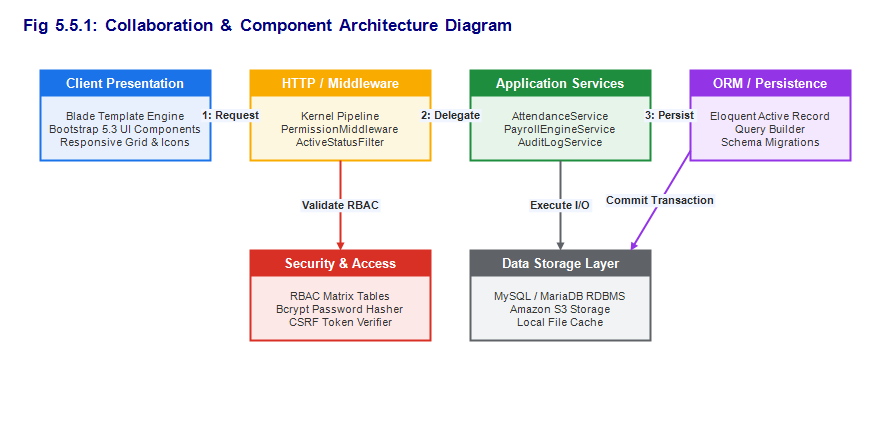 Fig 5.5.1: Collaboration & Component Architecture Diagram
Client Presentation
Blade Template Engine
Bootstrap 5.3 UI Components
Responsive Grid & Icons
1: Request
HTTP / Middleware
Kernel Pipeline
PermissionMiddleware
ActiveStatusFilter
2: Delegate
Application Services
AttendanceService
PayrollEngineService
AuditLogService
3: Persist
ORM / Persistence
Eloquent Active Record
Query Builder
Schema Migrations
Validate RBAC
Execute I/O
Commit Transaction
Security & Access
RBAC Matrix Tables
Bcrypt Password Hasher
CSRF Token Verifier
Data Storage Layer
MySQL / MariaDB RDBMS
Amazon S3 Storage
Local File Cache